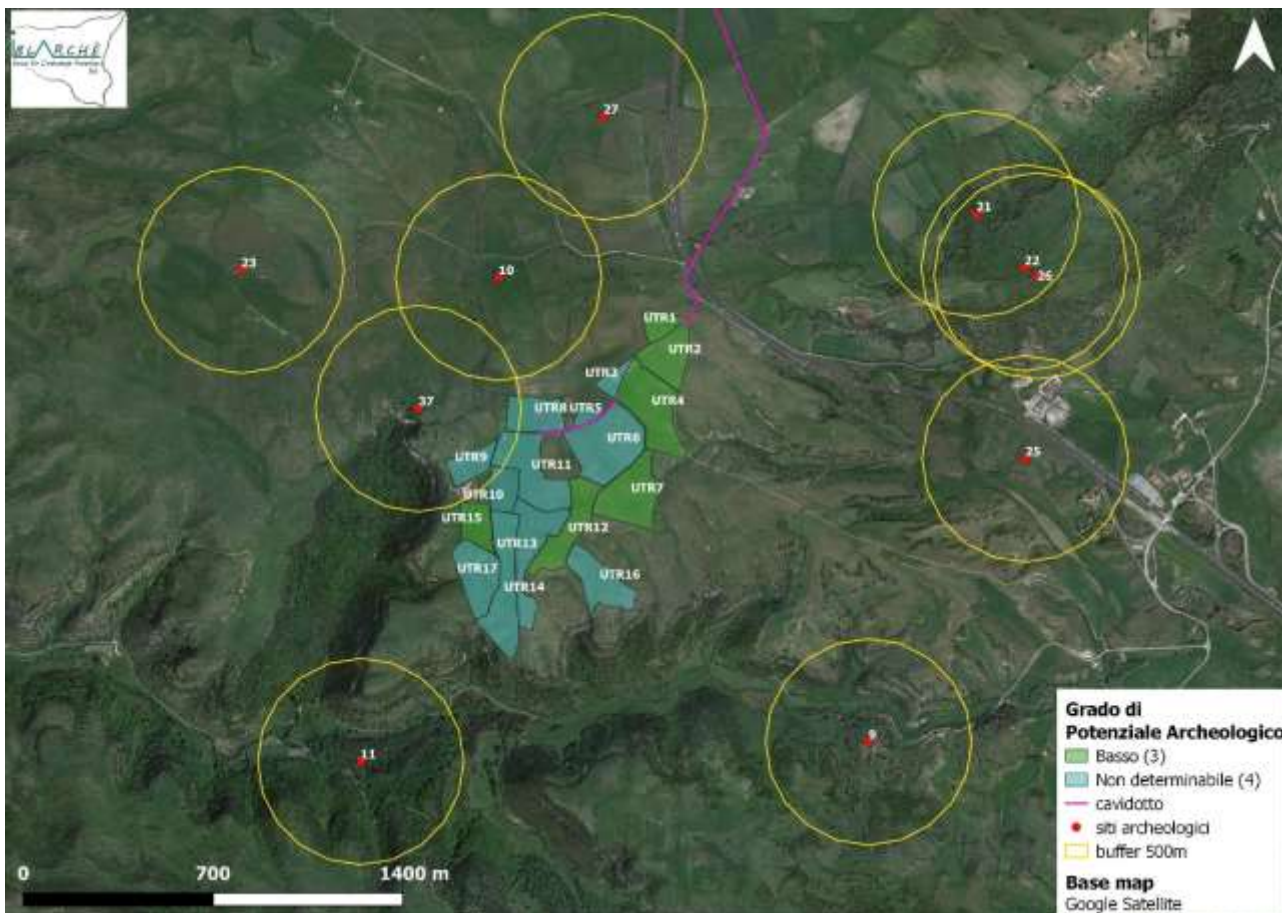 IBLARCHÈ
27
21
23
10
22
26
UTR1
UTR2
UTR3
37
UTR4
UTR8
UTR5
UTR6
UTR9
UTR11
25
UTR10
UTR7
UTR15
UTR12
UTR13
UTR17
UTR16
UTR14
9
11
Grado di
Potenziale Archeologico
Basso (3)
Non determinabile (4)
cavidotto
siti archeologici
buffer 500m
Base map
Google Satellite
0 700 1400 m